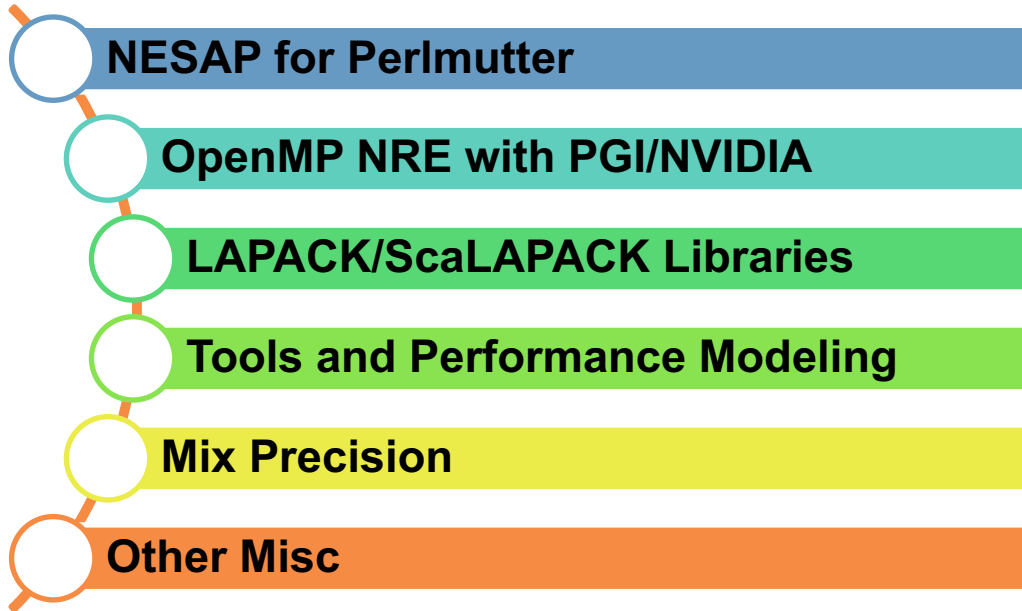 NESAP for Perlmutter
OpenMP NRE with PGI/NVIDIA
LAPACK/ScaLAPACK Libraries
Tools and Performance Modeling
Mix Precision
Other Misc